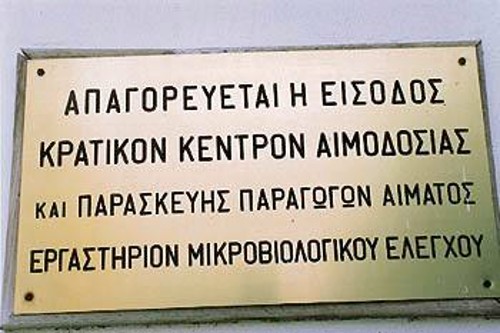 ΑΠΑΓΟΡΕΥΕΤΑΙ Η ΕΙΣΟΔΟΣ
ΚΡΑΤΙΚΟΝ ΚΕΝΤΡΟΝ ΑΙΜΟΔΟΣΙΑΣ
ΚΑΙ ΠΑΡΑΣΚΕΥΗΣ ΠΑΡΑΓΩΓΩΝ ΑΙΜΑΤΟΣ
ΕΡΓΑΣΤΗΡΙΟΝ ΜΙΚΡΟΒΙΟΛΟΓΙΚΟΥ ΕΛΕΓΧΟΥ